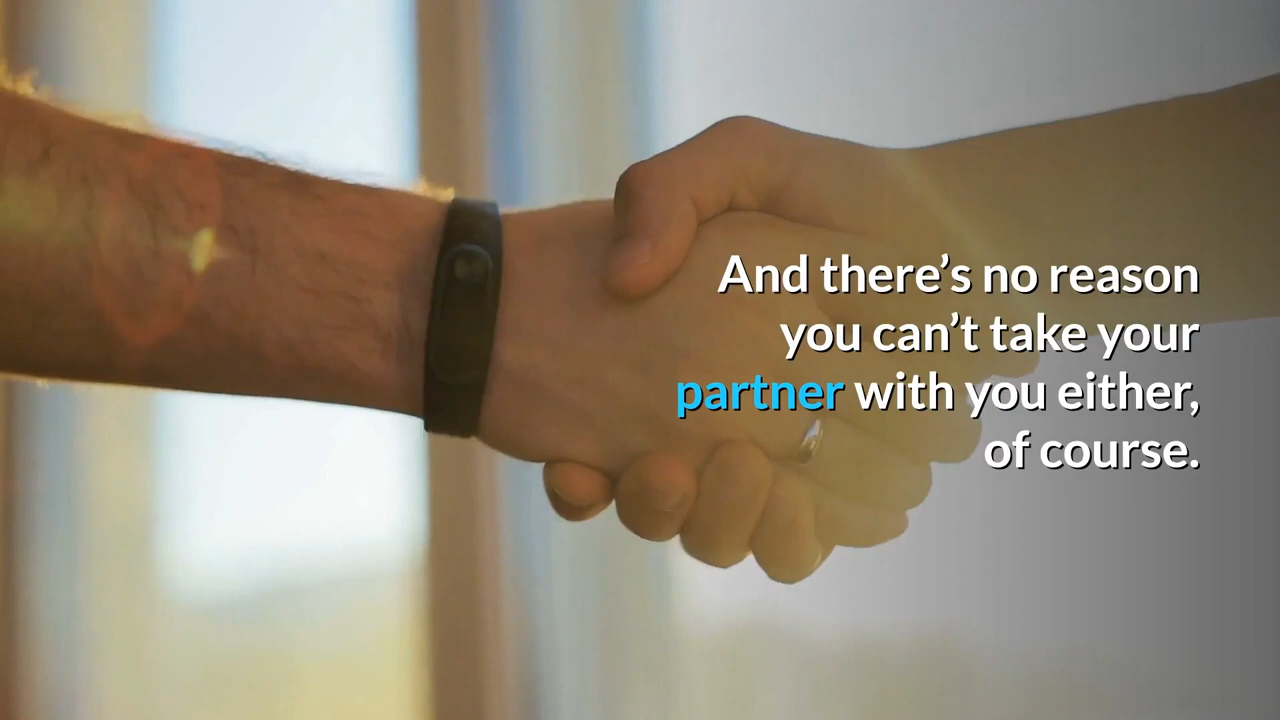 And there’s no reason
you can’t take your
partner with you either,
of course.